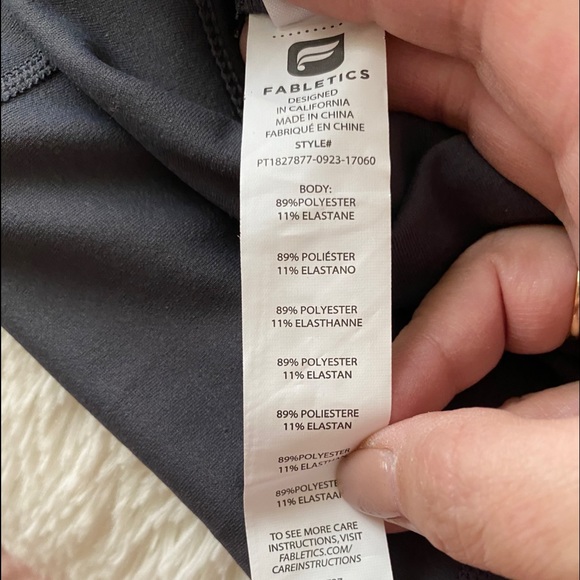 FABLETICS
DESIGNED
IN CALIFORNIA
MADE IN CHINA
FABRIQUÉ EN CHINE
STYLE#
PT1827877-0923-17060
BODY:
89%POLYESTER
11% ELASTANE
89% POLIÉSTER
11% ELASTANO
89% POLYESTER
11% ELASTHANNE
89% POLYESTER
11% ELASTAN
89% POLIESTERE
11% ELASTAN
89%POLYESTER
11%
11%
TO SEE MORE CARE
INSTRUCTIONS, VISIT
FABLETICS.COM/
CAREINSTRUCTIONS